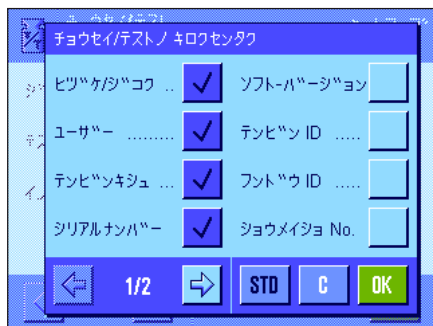 チョウセイ/テストノ キロクセンタク
ヒヅケ/ジコク ..
ソフト-バージョン
ユーザー .........
テンビン ID .....
テンビンキシュ ...
フンドウ ID .....
シリアルナンバー
ショウメイショ No.
1/2
STD
C
OK